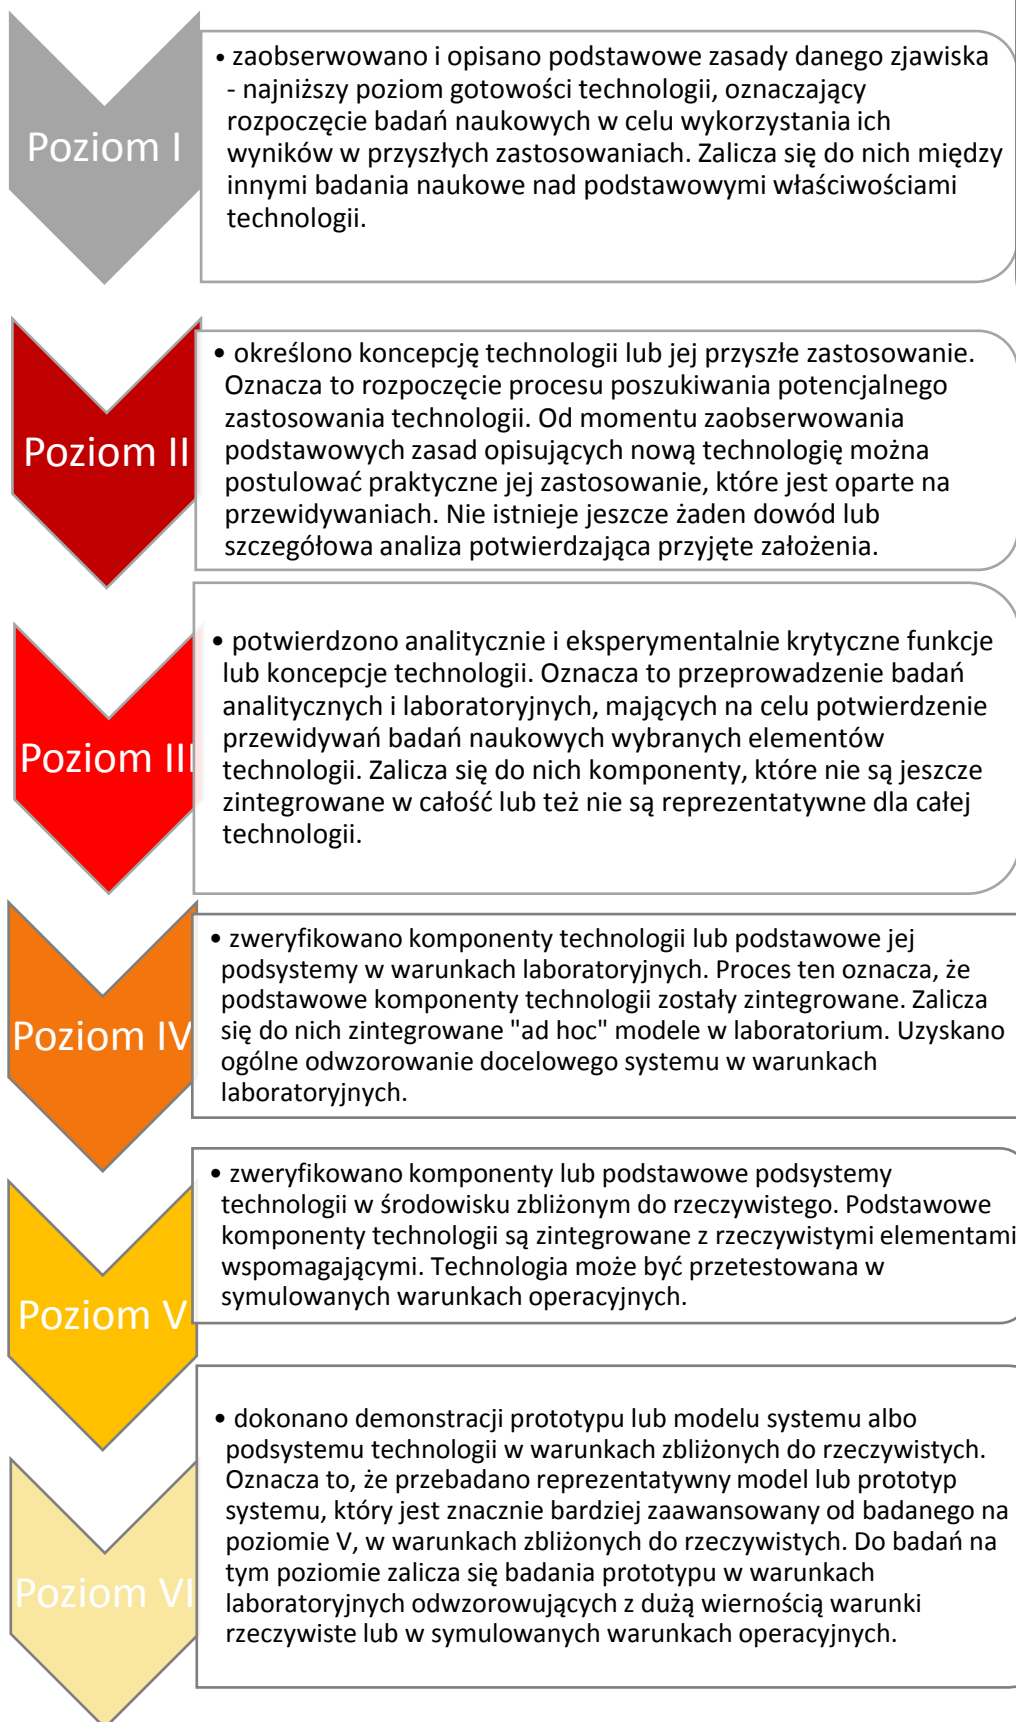 Poziom I
• zaobserwowano i opisano podstawowe zasady danego zjawiska
- najniższy poziom gotowości technologii, oznaczający
rozpoczęcie badań naukowych w celu wykorzystania ich
wyników w przyszłych zastosowaniach. Zalicza się do nich między
innymi badania naukowe nad podstawowymi właściwościami
technologii.
Poziom II
• określono koncepcję technologii lub jej przyszłe zastosowanie.
Oznacza to rozpoczęcie procesu poszukiwania potencjalnego
zastosowania technologii. Od momentu zaobserwowania
podstawowych zasad opisujących nową technologię można
postulować praktyczne jej zastosowanie, które jest oparte na
przewidywaniach. Nie istnieje jeszcze żaden dowód lub
szczegółowa analiza potwierdzająca przyjęte założenia.
Poziom III
• potwierdzono analitycznie i eksperymentalnie krytyczne funkcje
lub koncepcje technologii. Oznacza to przeprowadzenie badań
analitycznych i laboratoryjnych, mających na celu potwierdzenie
przewidywań badań naukowych wybranych elementów
technologii. Zalicza się do nich komponenty, które nie są jeszcze
zintegrowane w całość lub też nie są reprezentatywne dla całej
technologii.
Poziom IV
• zweryfikowano komponenty technologii lub podstawowe jej
podsystemy w warunkach laboratoryjnych. Proces ten oznacza, że
podstawowe komponenty technologii zostały zintegrowane. Zalicza
się do nich zintegrowane "ad hoc" modele w laboratorium. Uzyskano
ogólne odwzorowanie docelowego systemu w warunkach
laboratoryjnych.
Poziom V
• zweryfikowano komponenty lub podstawowe podsystemy
technologii w środowisku zbliżonym do rzeczywistego. Podstawowe
komponenty technologii są zintegrowane z rzeczywistymi elementami
wspomagającymi. Technologia może być przetestowana w
symulowanych warunkach operacyjnych.
Poziom VI
• dokonano demonstracji prototypu lub modelu systemu albo
podsystemu technologii w warunkach zbliżonych do rzeczywistych.
Oznacza to, że przebadano reprezentatywny model lub prototyp
systemu, który jest znacznie bardziej zaawansowany od badanego na
poziomie V, w warunkach zbliżonych do rzeczywistych. Do badań na
tym poziomie zalicza się badania prototypu w warunkach
laboratoryjnych odwzorowujących z dużą wiernością warunki
rzeczywiste lub w symulowanych warunkach operacyjnych.